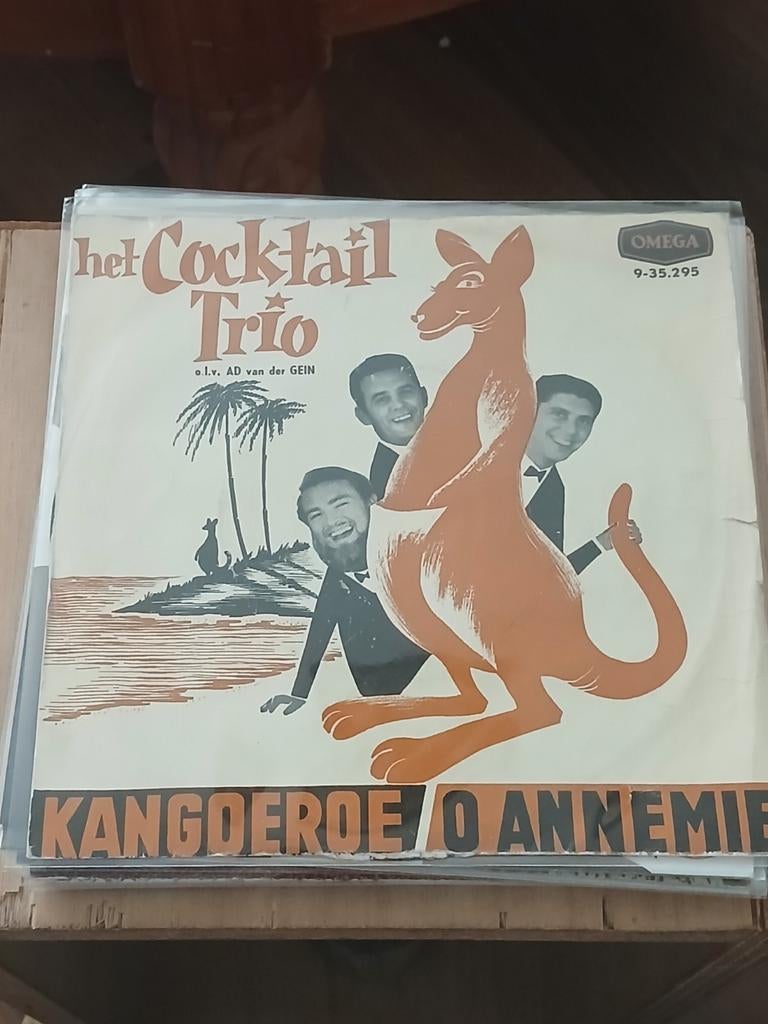 het Cocktail
Trio
o.l.v. AD van der GEIN
OMEGA
9-35.295
KANGOEROE / O ANNEMIE